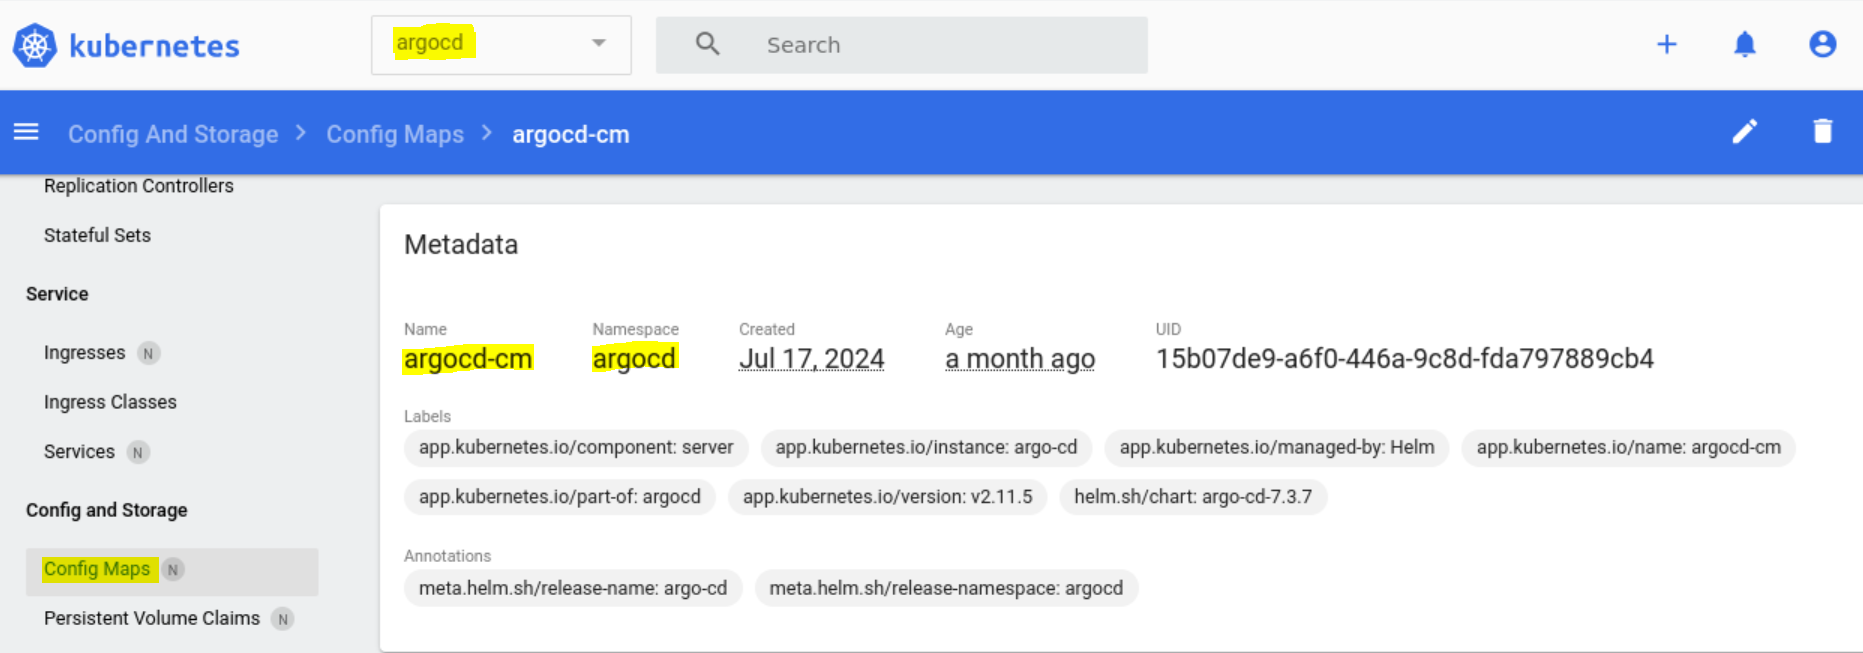 kubernetes
argocd
Search
Config And Storage > Config Maps > argocd-cm
Replication Controllers
Stateful Sets
Service
Ingresses N
Ingress Classes
Services N
Config and Storage
Config Maps N
Persistent Volume Claims N
Metadata
Name Namespace Created Age UID
argocd-cm argocd Jul 17, 2024 a month ago 15b07de9-a6f0-446a-9c8d-fda797889cb4
Labels
app.kubernetes.io/component: server app.kubernetes.io/instance: argo-cd app.kubernetes.io/managed-by: Helm app.kubernetes.io/name: argocd-cm
app.kubernetes.io/part-of: argocd app.kubernetes.io/version: v2.11.5 helm.sh/chart: argo-cd-7.3.7
Annotations
meta.helm.sh/release-name: argo-cd meta.helm.sh/release-namespace: argocd